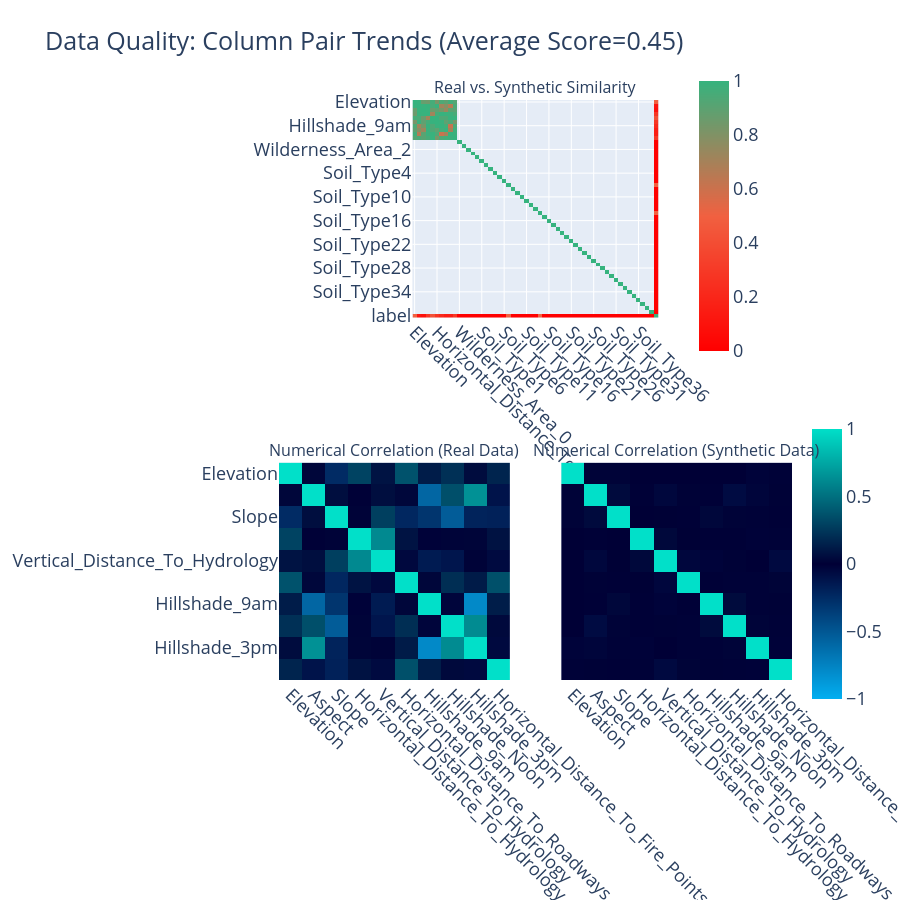 Data Quality: Column Pair Trends (Average Score=0.45)
Real vs. Synthetic Similarity
Elevation
Hillshade_9am
Wilderness_Area_2
Soil_Type4
Soil_Type10
Soil_Type16
Soil_Type22
Soil_Type28
Soil_Type34
label
Elevation
Horizontal_Distance_To
Wilderness_Area_0
Soil_Type1
Soil_Type6
Soil_Type11
Soil_Type16
Soil_Type21
Soil_Type26
Soil_Type31
Soil_Type36
1
0.8
0.6
0.4
0.2
0
Numerical Correlation (Real Data)
Elevation
Slope
Vertical_Distance_To_Hydrology
Hillshade_9am
Hillshade_3pm
Elevation
Aspect
Slope
Horizontal_Distance_To_Hydrology
Vertical_Distance_To_Hydrology
Horizontal_Distance_To_Roadways
Hillshade_9am
Hillshade_Noon
Hillshade_3pm
Horizontal_Distance_To_Fire_Points
Numerical Correlation (Synthetic Data)
Elevation
Aspect
Slope
Horizontal_Distance_To_Hydrology
Vertical_Distance_To_Hydrology
Horizontal_Distance_To_Roadways
Hillshade_9am
Hillshade_Noon
Hillshade_3pm
Horizontal_Distance_
1
0.5
0
−0.5
−1